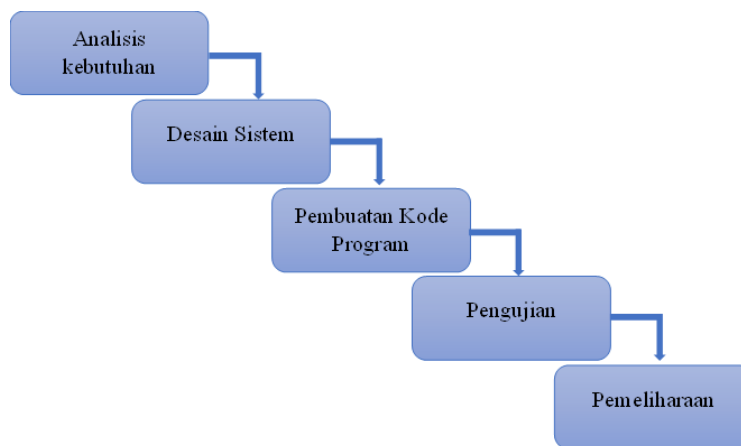 Analisis
kebutuhan
Desain Sistem
Pembuatan Kode
Program
Pengujian
Pemeliharaan